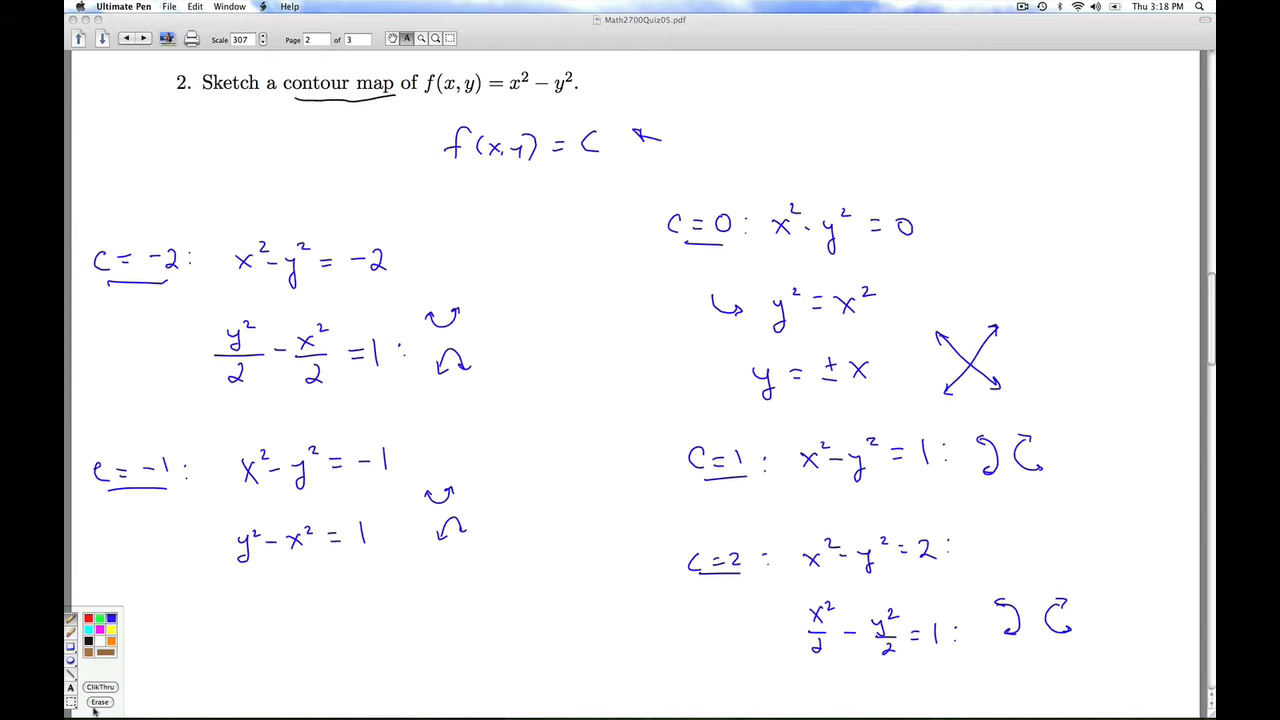 Ultimate Pen File Edit Window Help Thu 3:18 PM
Math2700Quiz05.pdf
Scale 307 Page 2 of 3 A
2. Sketch a contour map of f(x, y) = x² − y².
f(x,y) = C
C = -2: x² - y² = -2
y²/2 - x²/2 = 1:
C = -1: x² - y² = -1
y² - x² = 1
C = 0: x² - y² = 0
y² = x²
y = ± x
C = 1: x² - y² = 1:
C = 2: x² - y² = 2:
x²/2 - y²/2 = 1:
A
ClikThru
Erase